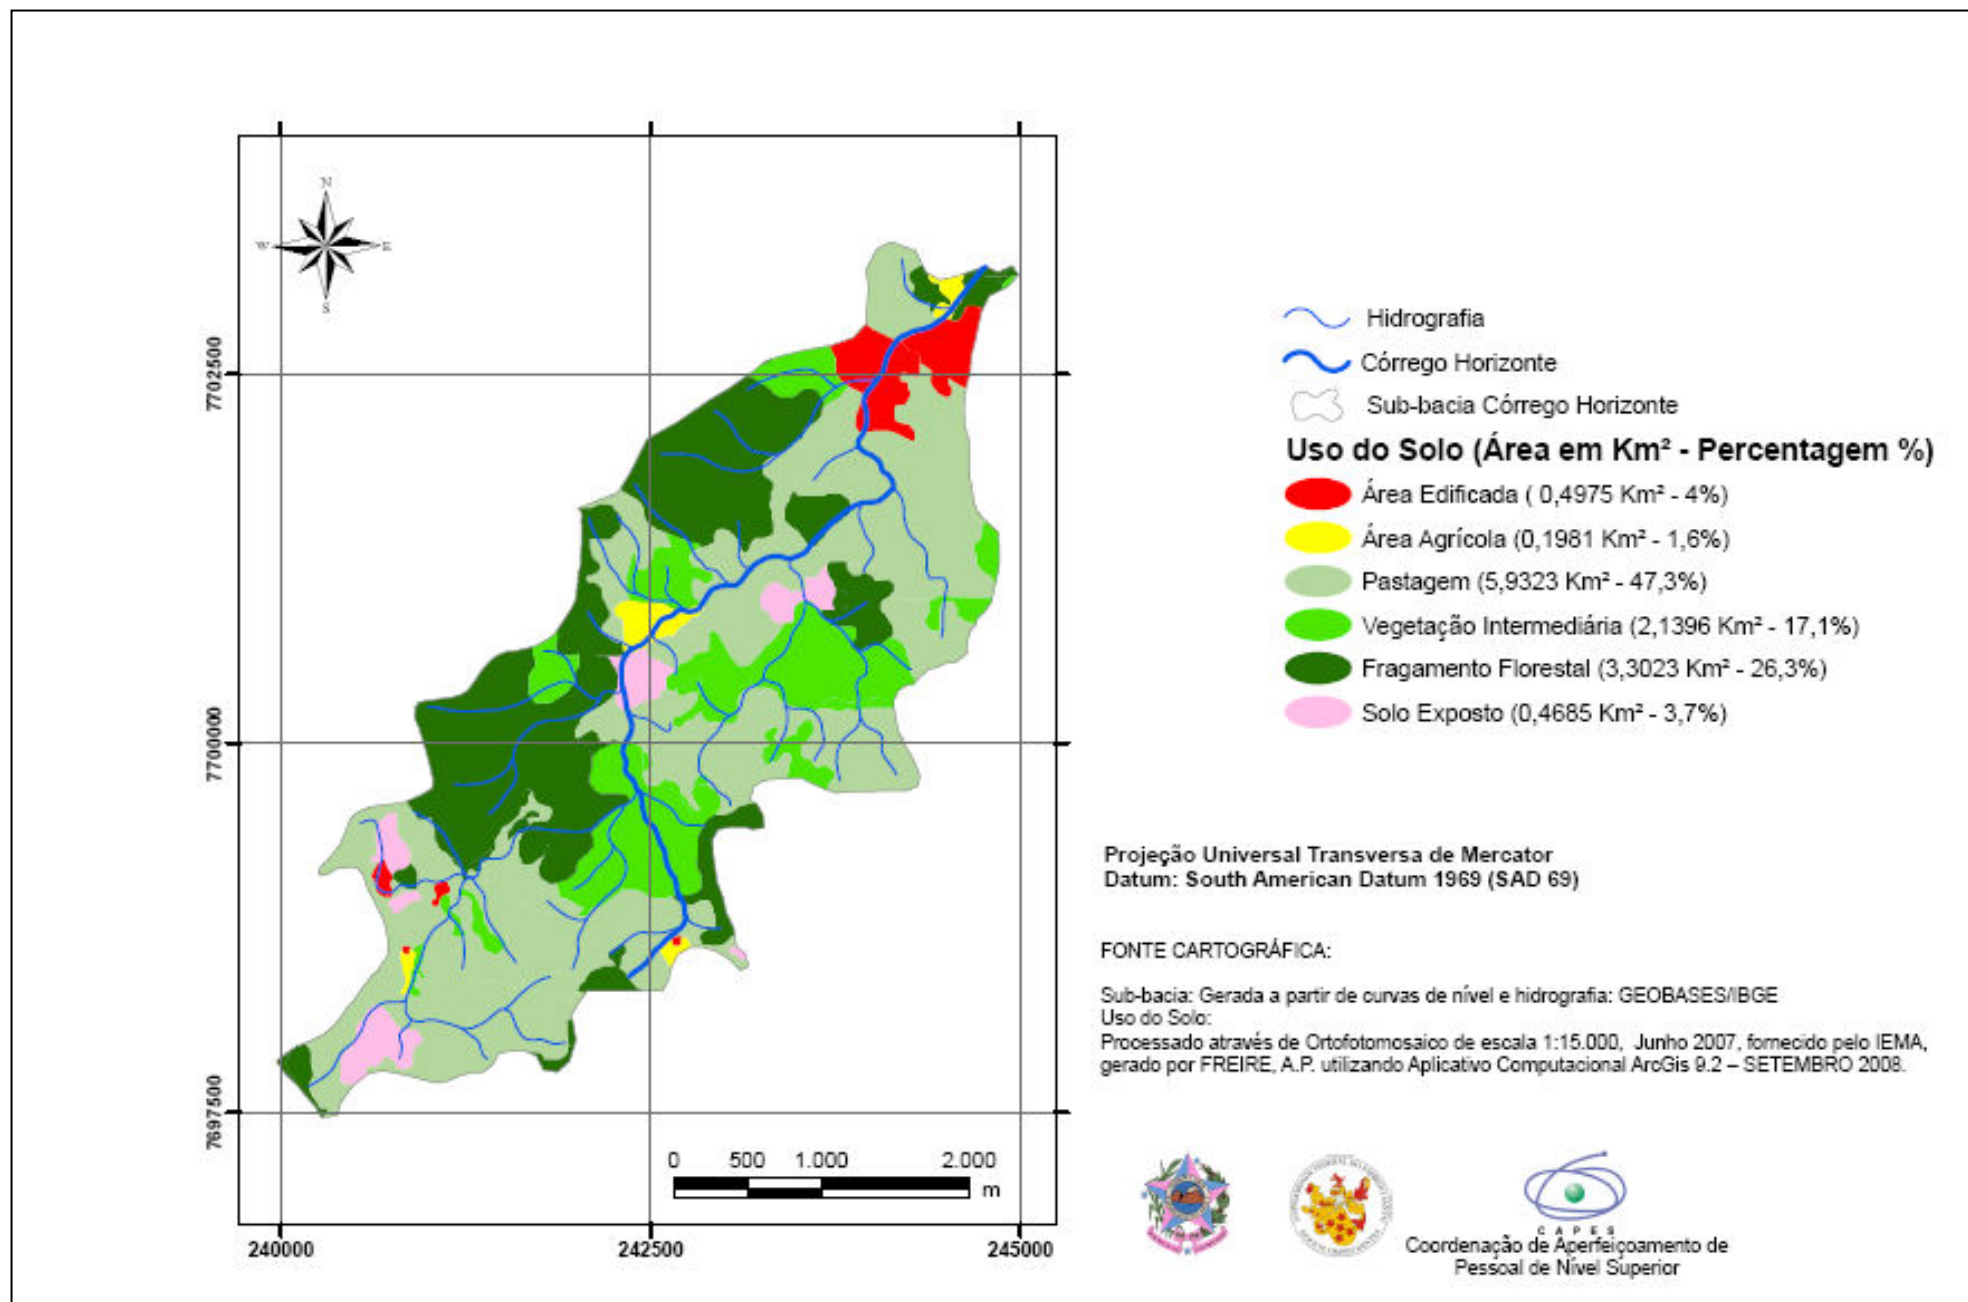 N
W
E
S
7702500
7700000
7697500
0 500 1.000 2.000
m
240000 242500 245000
Hidrografia
Córrego Horizonte
Sub-bacia Córrego Horizonte
Uso do Solo (Área em Km² - Percentagem %)
Área Edificada ( 0,4975 Km² - 4%)
Área Agrícola (0,1981 Km² - 1,6%)
Pastagem (5,9323 Km² - 47,3%)
Vegetação Intermediária (2,1396 Km² - 17,1%)
Fragamento Florestal (3,3023 Km² - 26,3%)
Solo Exposto (0,4685 Km² - 3,7%)
Projeção Universal Transversa de Mercator
Datum: South American Datum 1969 (SAD 69)
FONTE CARTOGRÁFICA:
Sub-bacia: Gerada a partir de curvas de nível e hidrografia: GEOBASES/IBGE
Uso do Solo:
Processado através de Ortofotomosaico de escala 1:15.000, Junho 2007, fornecido pelo IEMA,
gerado por FREIRE, A.P. utilizando Aplicativo Computacional ArcGis 9.2 – SETEMBRO 2008.
CAPES
Coordenação de Aperfeiçoamento de
Pessoal de Nível Superior